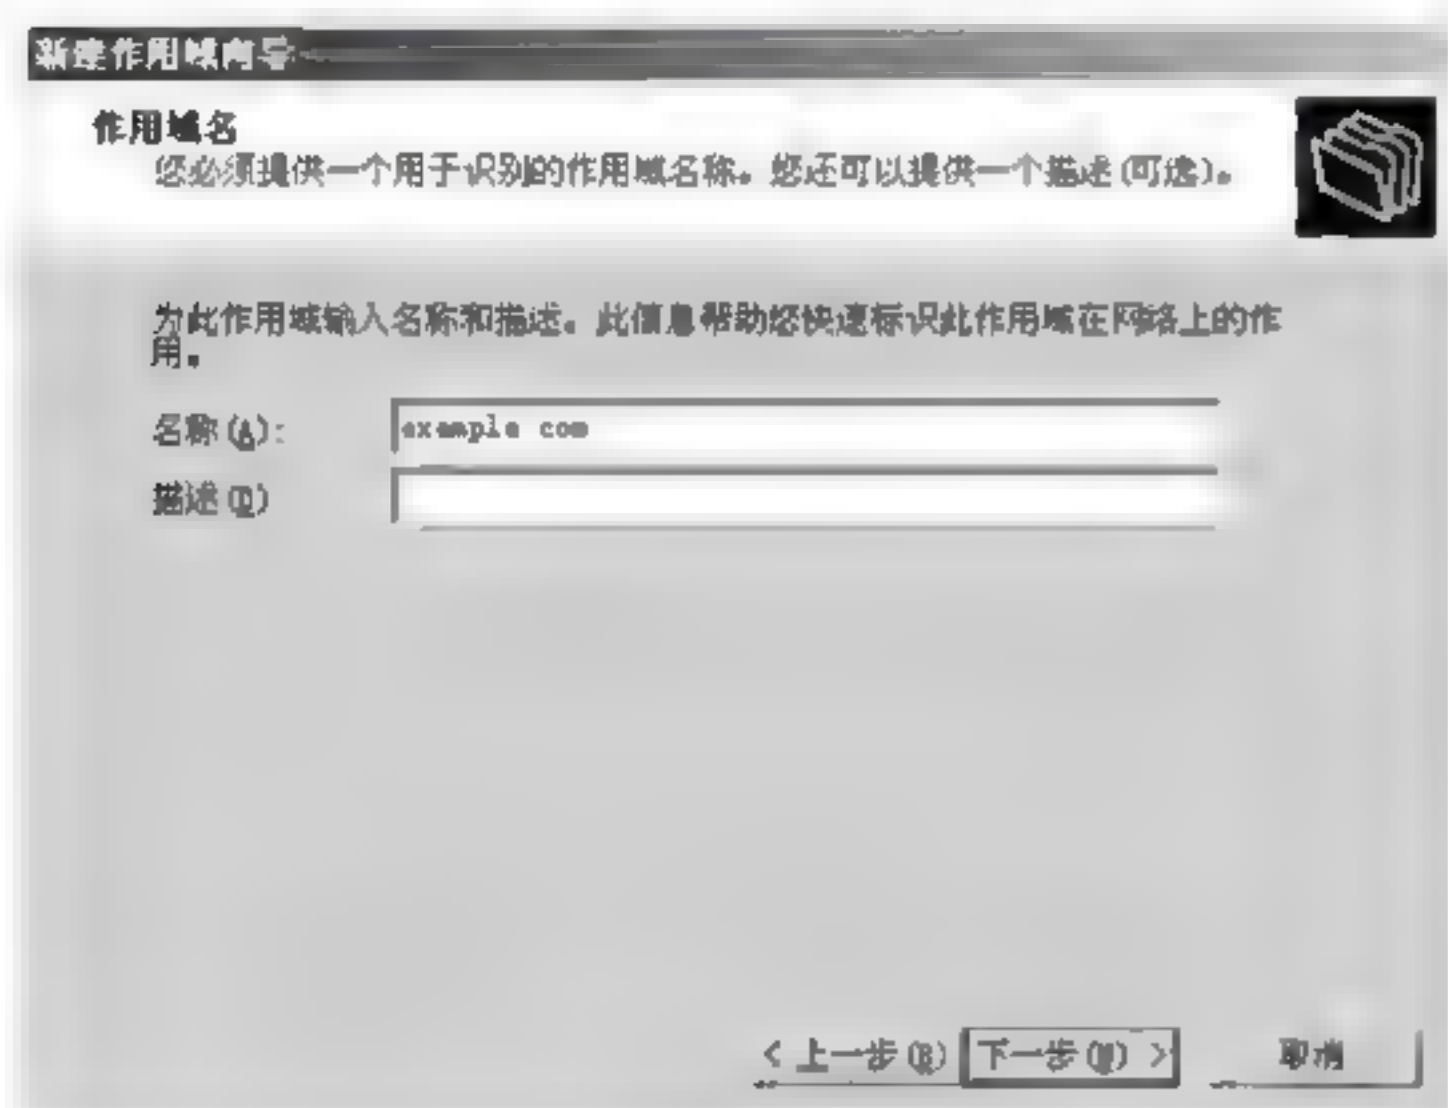 新建作用域向导
作用域名
您必须提供一个用于识别的作用域名称。您还可以提供一个描述(可选)。
为此作用域输入名称和描述。此信息帮助您快速标识此作用域在网络上的作
用。
名称(A):
example com
描述(D)
< 上一步(B)
下一步(N) >
取消